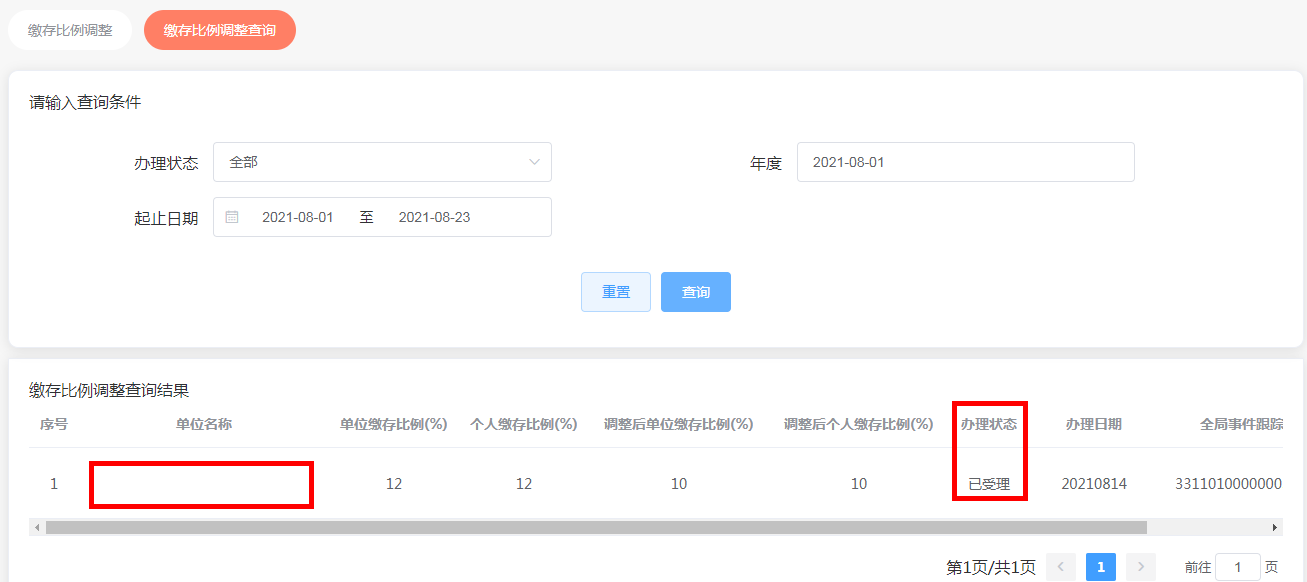 缴存比例调整 缴存比例调整查询
请输入查询条件
办理状态 全部 年度 2021-08-01
起止日期 2021-08-01 至 2021-08-23
重置 查询
缴存比例调整查询结果
序号 单位名称 单位缴存比例(%) 个人缴存比例(%) 调整后单位缴存比例(%) 调整后个人缴存比例(%) 办理状态 办理日期 全局事件跟踪
1 12 12 10 10 已受理 20210814 3311010000000
第1页/共1页 1 前往 1 页